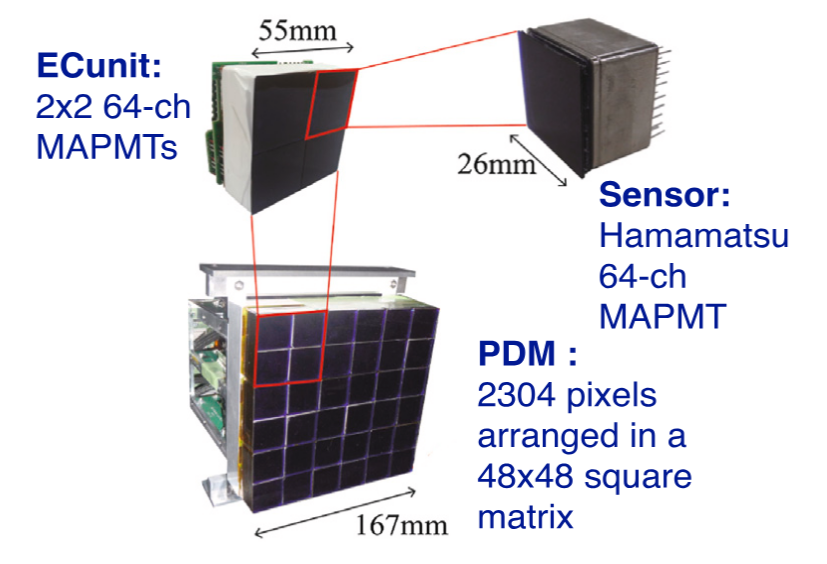 55mm
ECunit:
2x2 64-ch
MAPMTs
26mm
Sensor:
Hamamatsu
64-ch
MAPMT
PDM :
2304 pixels
arranged in a
48x48 square
matrix
167mm